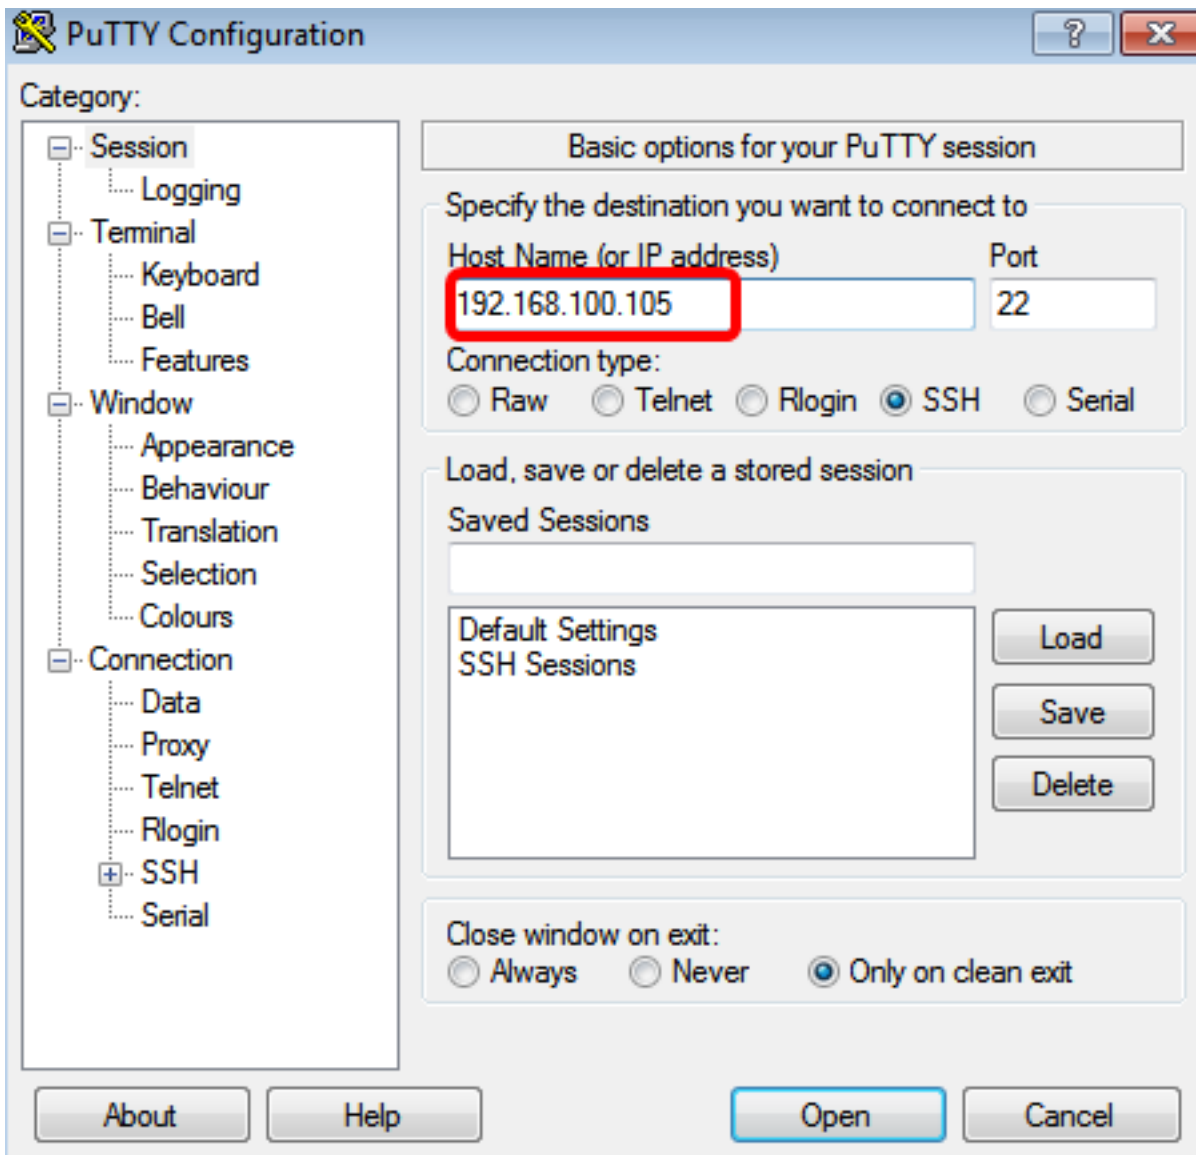 PuTTY Configuration
Category:
Session
Logging
Terminal
Keyboard
Bell
Features
Window
Appearance
Behaviour
Translation
Selection
Colours
Connection
Data
Proxy
Telnet
Rlogin
SSH
Serial
Basic options for your PuTTY session
Specify the destination you want to connect to
Host Name (or IP address) Port
192.168.100.105 22
Connection type:
Raw Telnet Rlogin SSH Serial
Load, save or delete a stored session
Saved Sessions
Default Settings
SSH Sessions
Load
Save
Delete
Close window on exit:
Always Never Only on clean exit
About Help Open Cancel